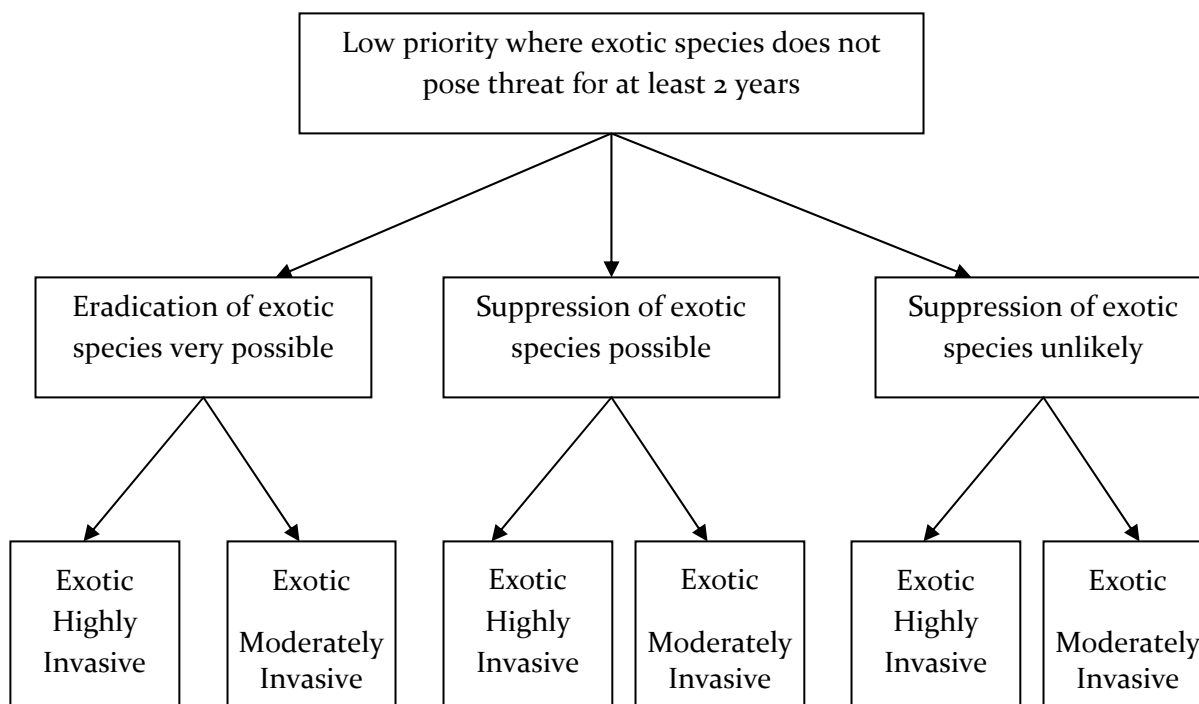 Low priority where exotic species does not
pose threat for at least 2 years
Eradication of exotic
species very possible
Suppression of exotic
species possible
Suppression of exotic
species unlikely
Exotic
Highly
Invasive
Exotic
Moderately
Invasive
Exotic
Highly
Invasive
Exotic
Moderately
Invasive
Exotic
Highly
Invasive
Exotic
Moderately
Invasive